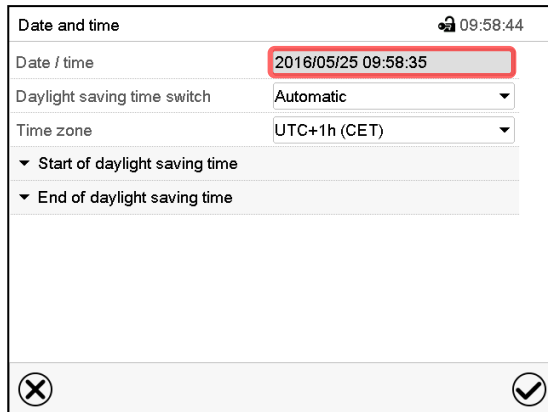 Date and time 09:58:44
Date / time 2016/05/25 09:58:35
Daylight saving time switch Automatic
Time zone UTC+1h (CET)
Start of daylight saving time
End of daylight saving time